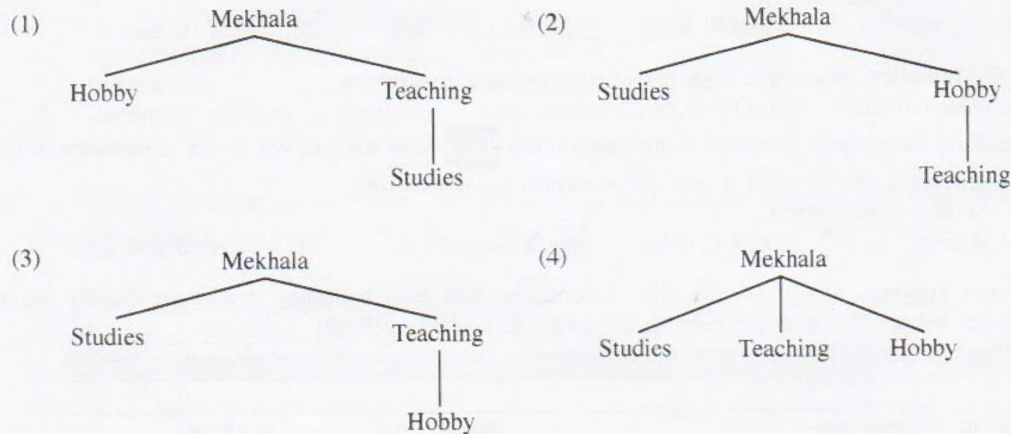 (1) Mekhala
Hobby Teaching
Studies
(2) Mekhala
Studies Hobby
Teaching
(3) Mekhala
Studies Teaching
Hobby
(4) Mekhala
Studies Teaching Hobby